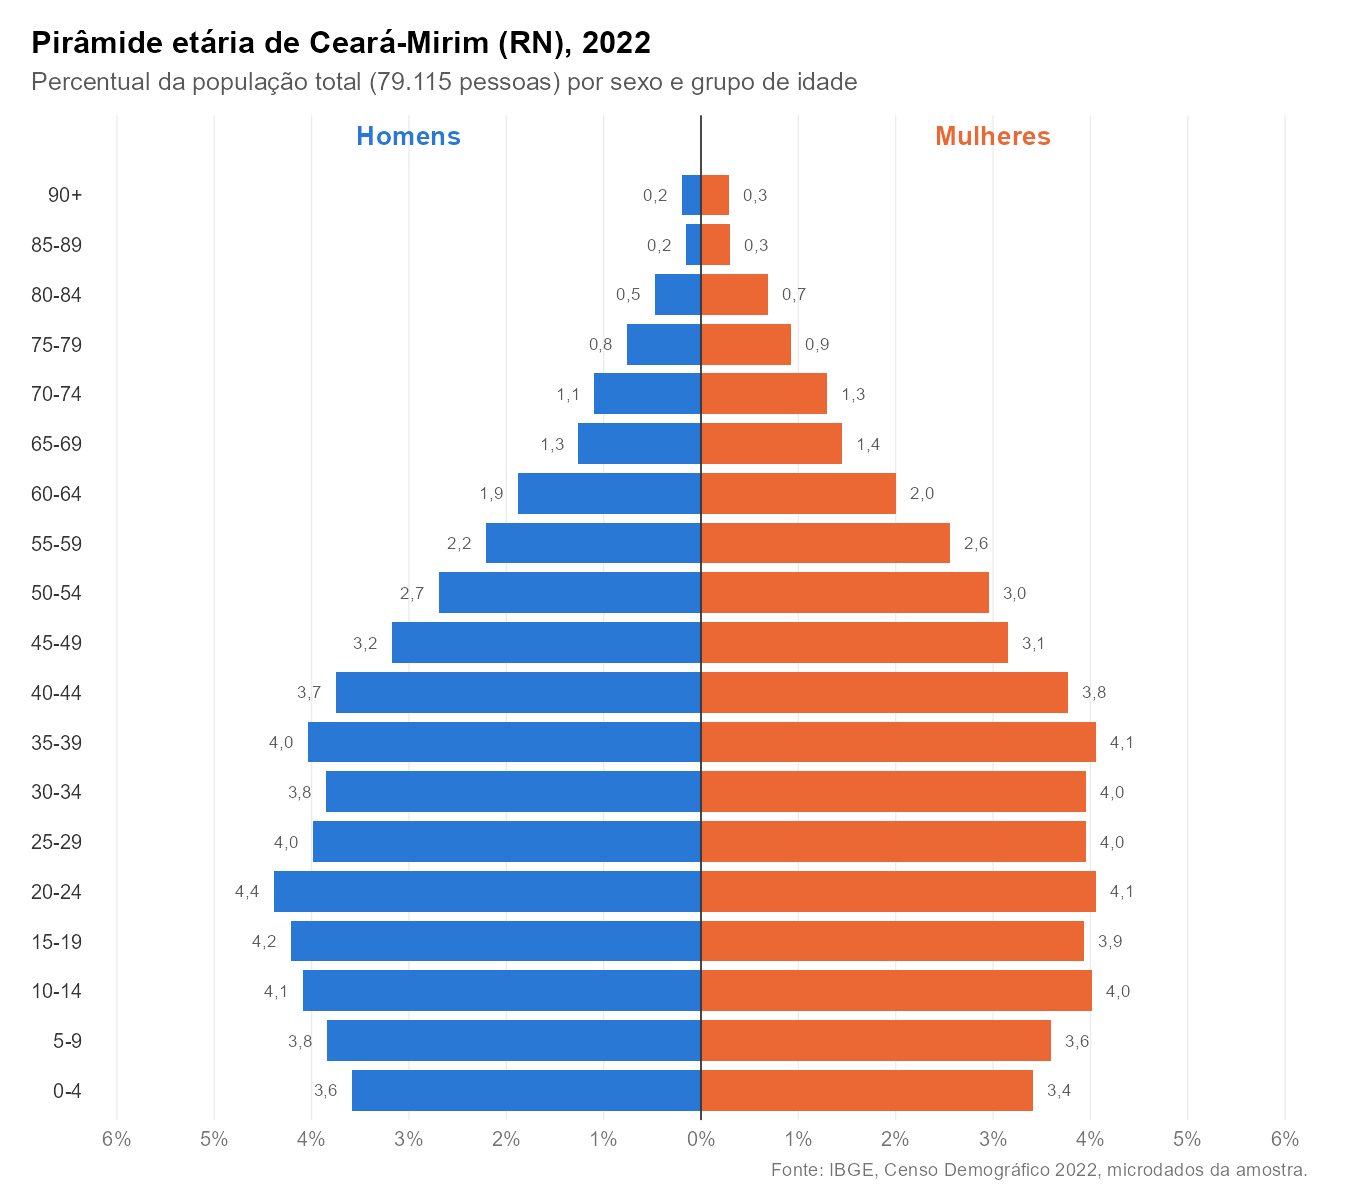 Pirâmide etária de Ceará-Mirim (RN), 2022
Percentual da população total (79.115 pessoas) por sexo e grupo de idade
Homens Mulheres
90+ 0,2 0,3
85-89 0,2 0,3
80-84 0,5 0,7
75-79 0,8 0,9
70-74 1,1 1,3
65-69 1,3 1,4
60-64 1,9 2,0
55-59 2,2 2,6
50-54 2,7 3,0
45-49 3,2 3,1
40-44 3,7 3,8
35-39 4,0 4,1
30-34 3,8 4,0
25-29 4,0 4,0
20-24 4,4 4,1
15-19 4,2 3,9
10-14 4,1 4,0
5-9 3,8 3,6
0-4 3,6 3,4
6% 5% 4% 3% 2% 1% 0% 1% 2% 3% 4% 5% 6%
Fonte: IBGE, Censo Demográfico 2022, microdados da amostra.